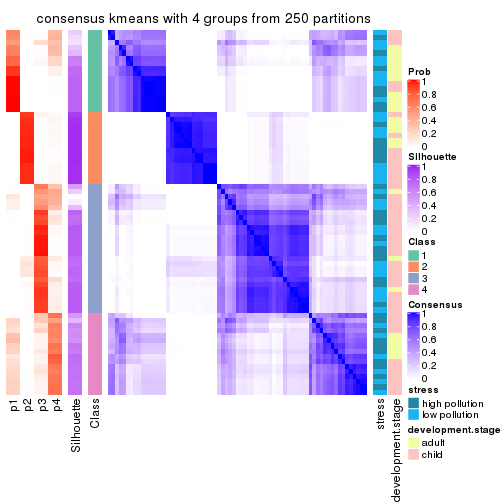 consensus kmeans with 4 groups from 250 partitions
p1
p2
p3
p4
Silhouette
Class
stress
development.stage
Prob
1
0.8
0.6
0.4
0.2
0
Silhouette
1
0.8
0.6
0.4
0.2
0
Class
1
2
3
4
Consensus
1
0.8
0.6
0.4
0.2
0
stress
high pollution
low pollution
development.stage
adult
child